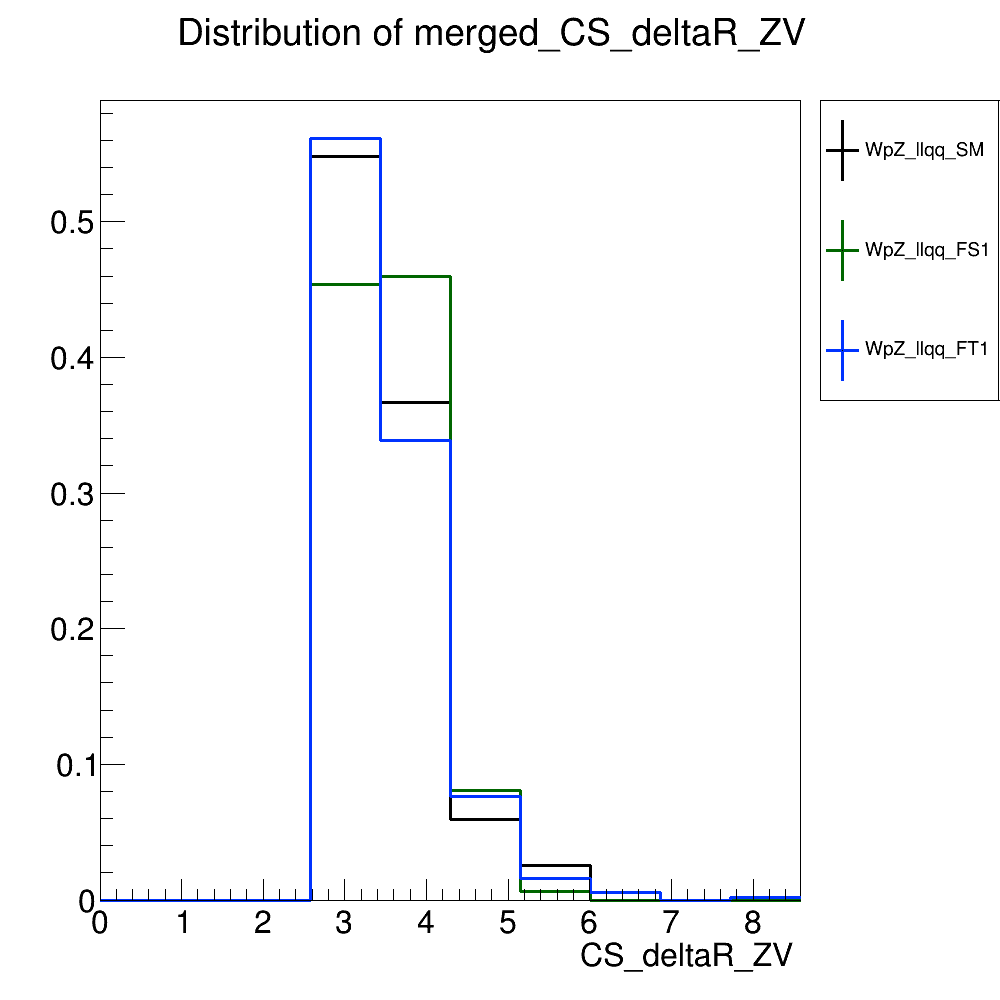 Distribution of merged_CS_deltaR_ZV
WpZ_llqq_SM
WpZ_llqq_FS1
WpZ_llqq_FT1
0.5
0.4
0.3
0.2
0.1
0
0 1 2 3 4 5 6 7 8
CS_deltaR_ZV